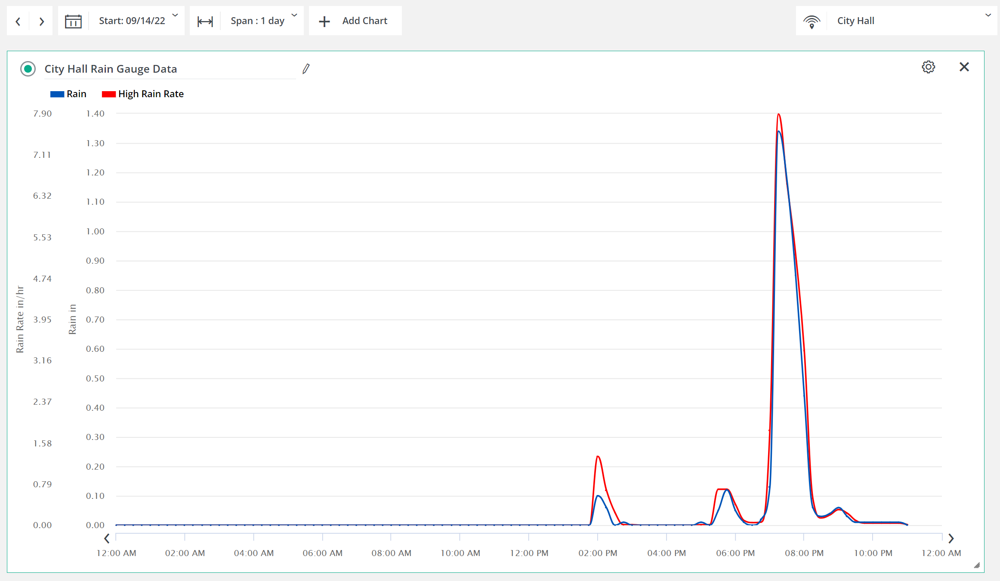 Start: 09/14/22
Span : 1 day
Add Chart
City Hall
City Hall Rain Gauge Data
Rain
High Rain Rate
7.90
7.11
6.32
5.53
4.74
3.95
3.16
2.37
1.58
0.79
0.00
Rain Rate in/hr
1.40
1.30
1.20
1.10
1.00
0.90
0.80
0.70
0.60
0.50
0.40
0.30
0.20
0.10
0.00
Rain in
12:00 AM 02:00 AM 04:00 AM 06:00 AM 08:00 AM 10:00 AM 12:00 PM 02:00 PM 04:00 PM 06:00 PM 08:00 PM 10:00 PM 12:00 AM